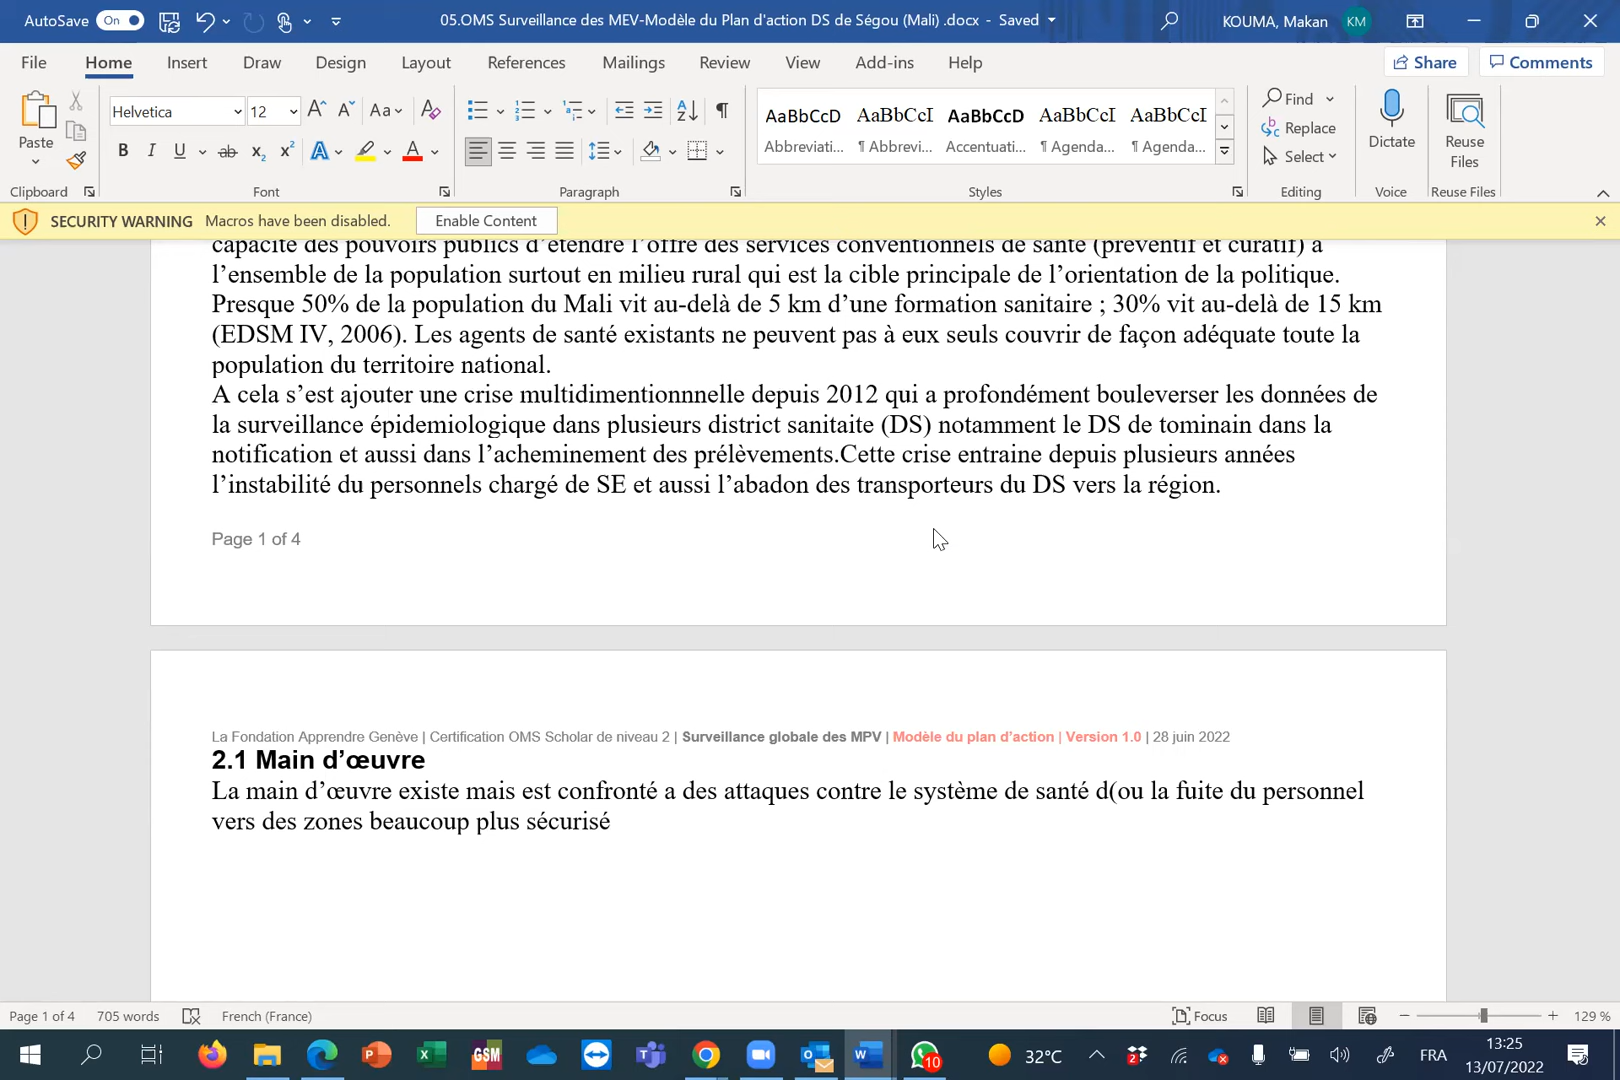 AutoSave On 05.OMS Surveillance des MEV-Modèle du Plan d'action DS de Ségou (Mali) .docx - Saved KOUMA, Makan KM
File Home Insert Draw Design Layout References Mailings Review View Add-ins Help Share Comments
Helvetica 12 Aa AaBbCcD AaBbCcI AaBbCcD AaBbCcI AaBbCcI Find
Paste Replace Dictate Reuse Files
B I U ab x₂ x² A A Abbreviati... ¶ Abbrevi... Accentuati... ¶ Agenda... ¶ Agenda... Select
Clipboard Font Paragraph Styles Editing Voice Reuse Files
SECURITY WARNING Macros have been disabled. Enable Content
capacité des pouvoirs publics d’étendre l’offre des services conventionnels de santé (préventif et curatif) à
l’ensemble de la population surtout en milieu rural qui est la cible principale de l’orientation de la politique.
Presque 50% de la population du Mali vit au-delà de 5 km d’une formation sanitaire ; 30% vit au-delà de 15 km
(EDSM IV, 2006). Les agents de santé existants ne peuvent pas à eux seuls couvrir de façon adéquate toute la
population du territoire national.
A cela s’est ajouter une crise multidimentionnnelle depuis 2012 qui a profondément bouleverser les données de
la surveillance épidemiologique dans plusieurs district sanitaite (DS) notamment le DS de tominain dans la
notification et aussi dans l’acheminement des prélèvements.Cette crise entraine depuis plusieurs années
l’instabilité du personnels chargé de SE et aussi l’abadon des transporteurs du DS vers la région.
Page 1 of 4
La Fondation Apprendre Genève | Certification OMS Scholar de niveau 2 | Surveillance globale des MPV | Modèle du plan d’action | Version 1.0 | 28 juin 2022
2.1 Main d’œuvre
La main d’œuvre existe mais est confronté a des attaques contre le système de santé d(ou la fuite du personnel
vers des zones beaucoup plus sécurisé
Page 1 of 4 705 words French (France) Focus 129 %
GSM 10 32°C 2 FRA 13:25
13/07/2022